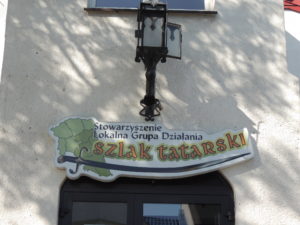 Stowarzyszenie
Lokalna Grupa Działania
szlak tatarski